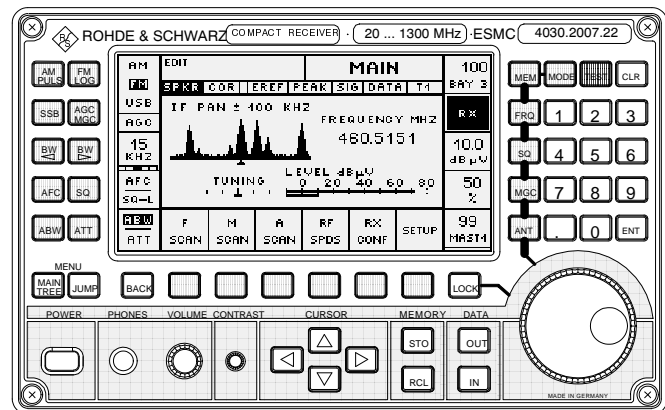 R&S
ROHDE & SCHWARZ COMPACT RECEIVER · 20 ... 1300 MHz · ESMC 4030.2007.22
AM PULS
FM LOG
SSB
AGC MGC
BW
BW
AFC
SQ
ABW
ATT
MENU
MAIN TREE
JUMP
AM
FM
USB
AGC
15 KHZ
AFC
SQ-L
ABW
ATT
EDIT
MAIN
SPKR COR IEREF PEAK SIG DATA T4
IF PAN ± 400 KHZ
FREQUENCY MHZ
460.5151
LEVEL dBµV
TUNING 0 20 40 60 80
F SCAN
M SCAN
A SCAN
RF SPDS
RX CONF
SETUP
100
BAY 3
RX
10.0 dBµV
50 %
99
MAST4
MEM MODE TEST CLR
FRQ 1 2 3
SQ 4 5 6
MGC 7 8 9
ANT . 0 ENT
BACK
LOCK
POWER PHONES VOLUME CONTRAST CURSOR MEMORY DATA
STO
OUT
RCL
IN
MADE IN GERMANY